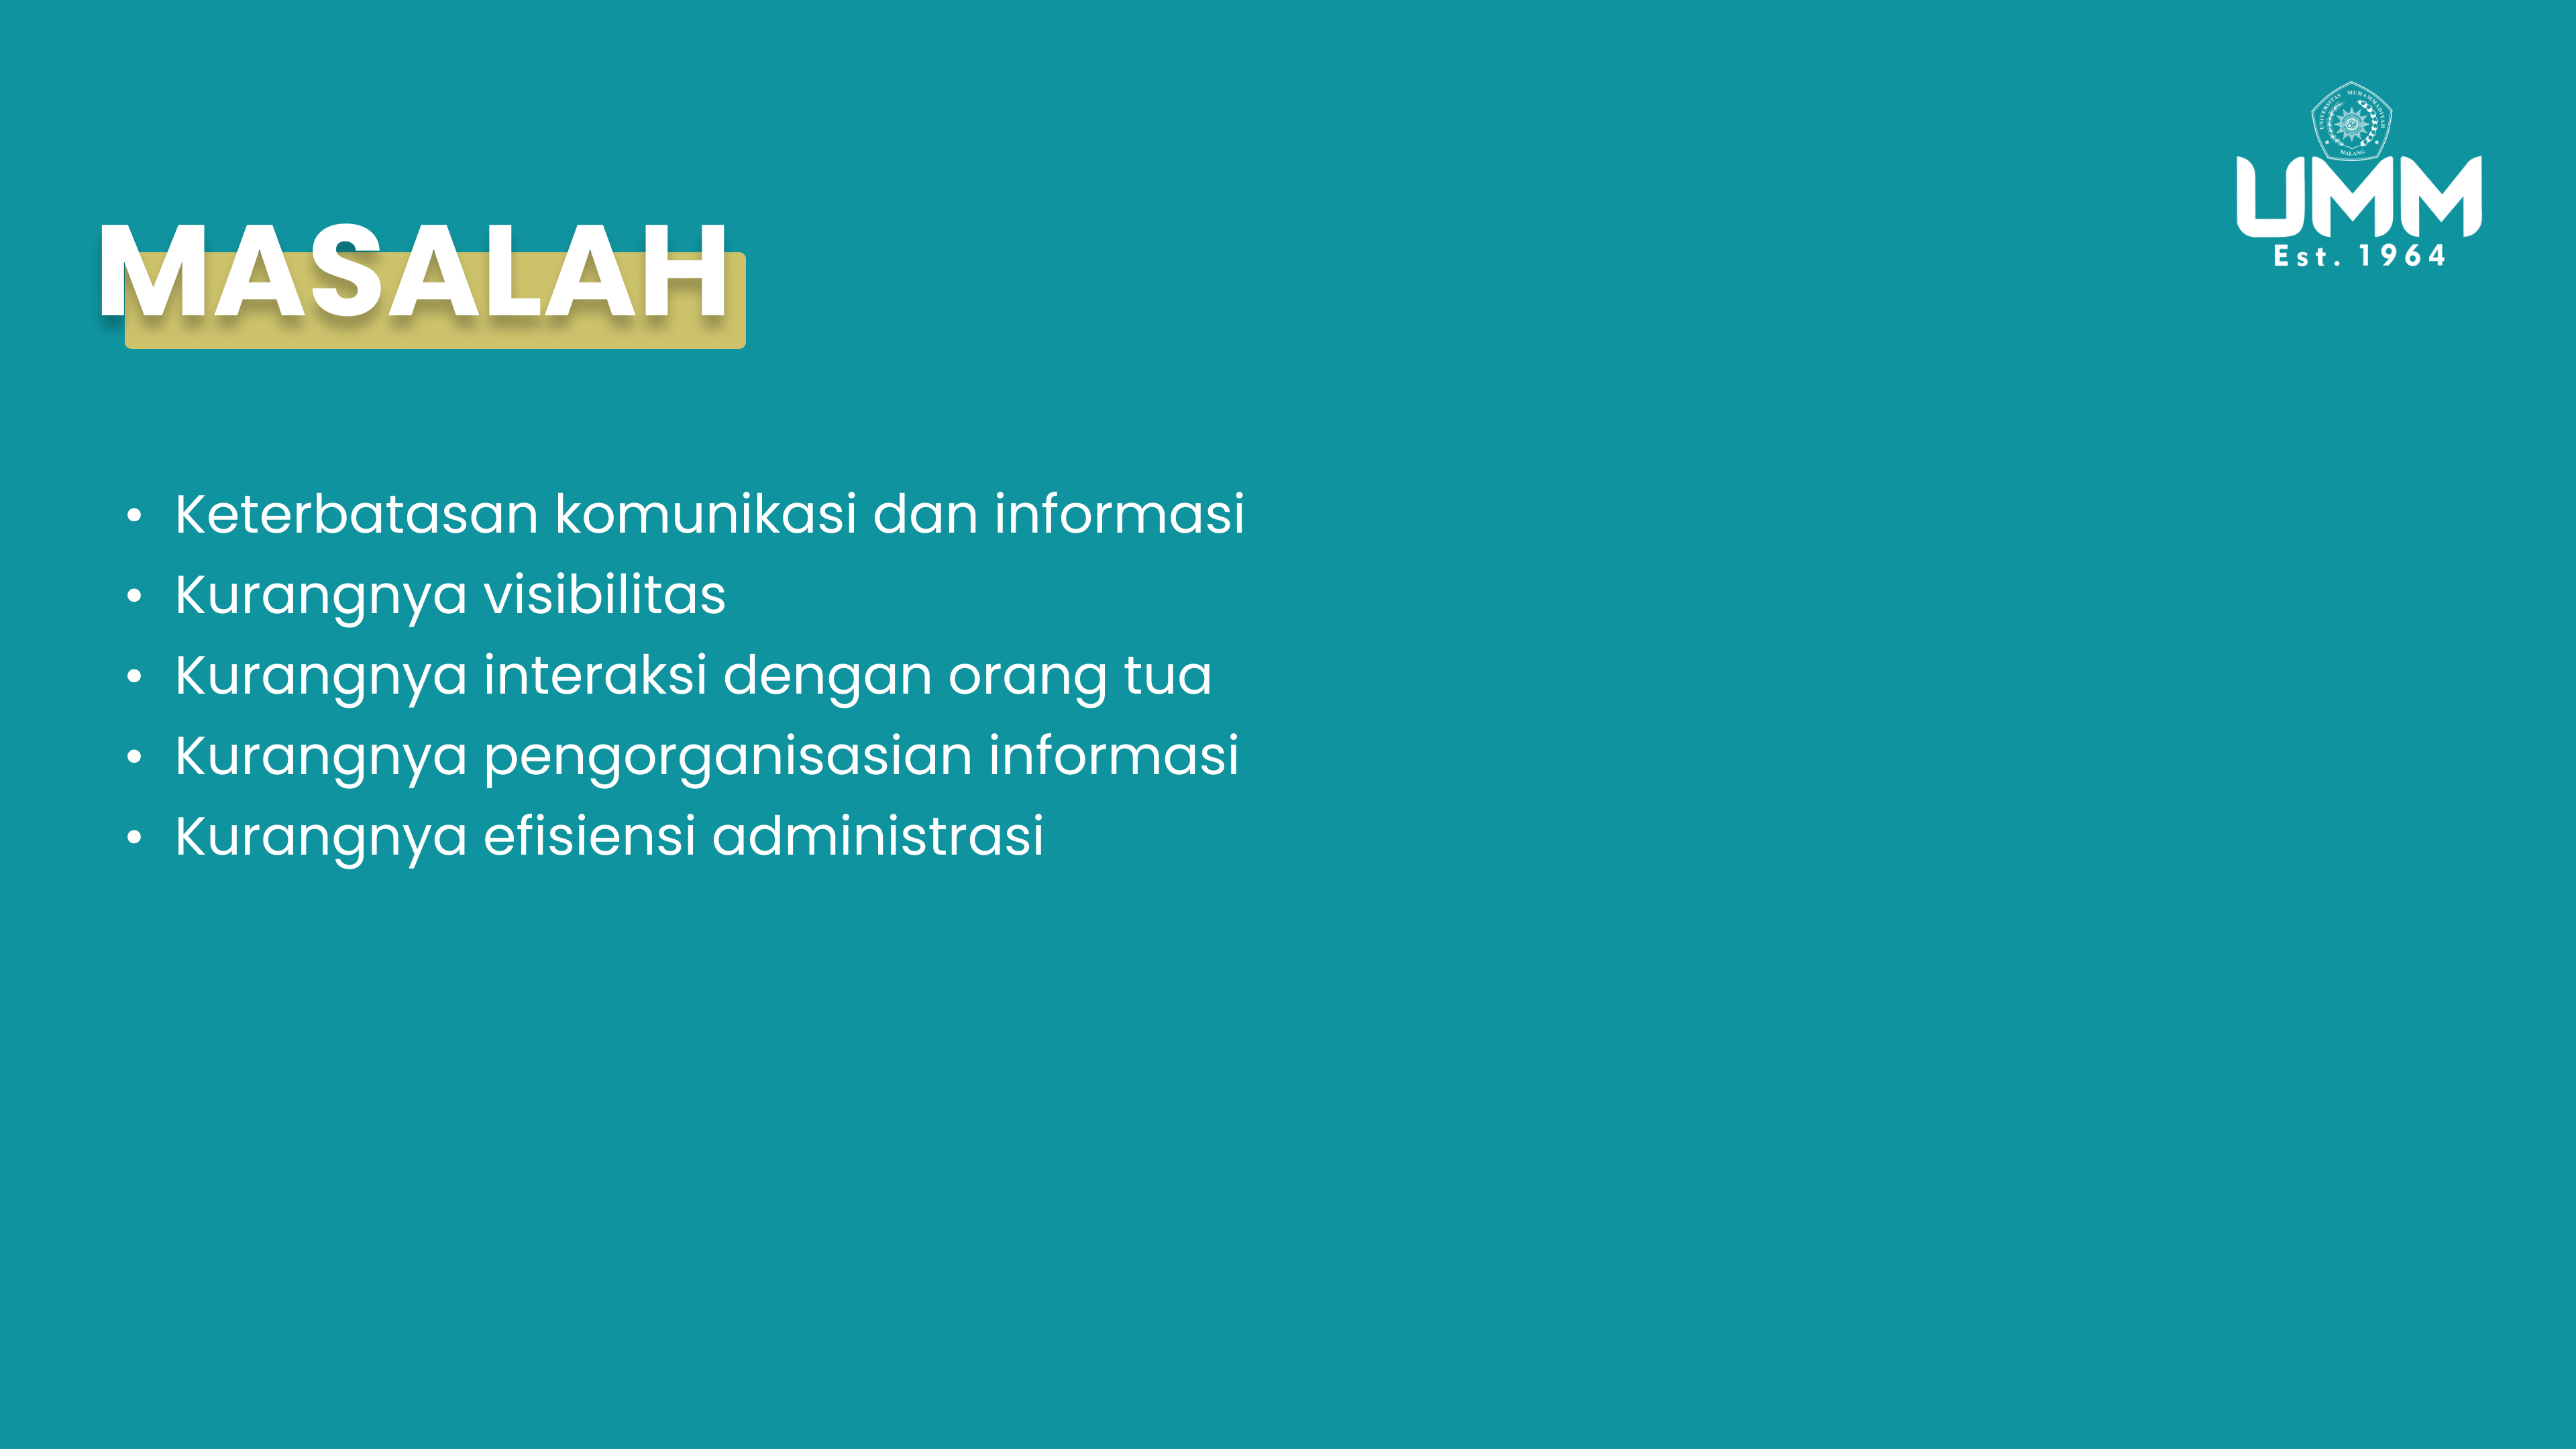 UNIVERSITAS MUHAMMADIYAH
MALANG
UMM
Est. 1964
MASALAH
• Keterbatasan komunikasi dan informasi
• Kurangnya visibilitas
• Kurangnya interaksi dengan orang tua
• Kurangnya pengorganisasian informasi
• Kurangnya efisiensi administrasi